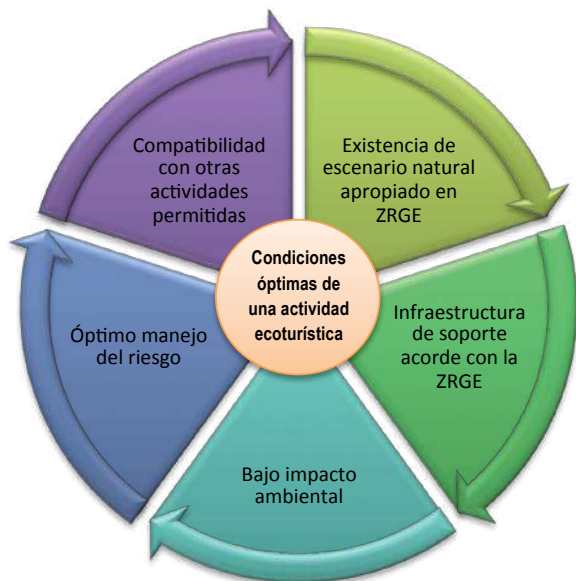 Compatibilidad
con otras
actividades
permitidas
Existencia de
escenario natural
apropiado en
ZRGE
Condiciones
óptimas de
una actividad
ecoturística
Óptimo manejo
del riesgo
Infraestructura
de soporte
acorde con la
ZRGE
Bajo impacto
ambiental